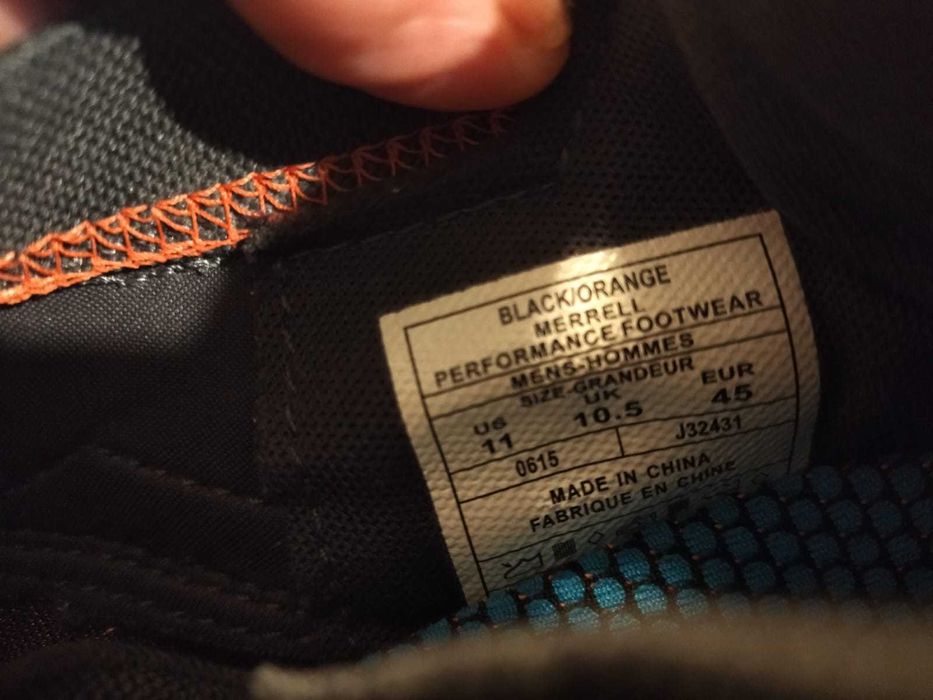 BLACK/ORANGE
MERRELL
PERFORMANCE FOOTWEAR
MENS-HOMMES
SIZE-GRANDEUR
US UK EUR
11 10.5 45
0615 J32431
MADE IN CHINA
FABRIQUE EN CHINE